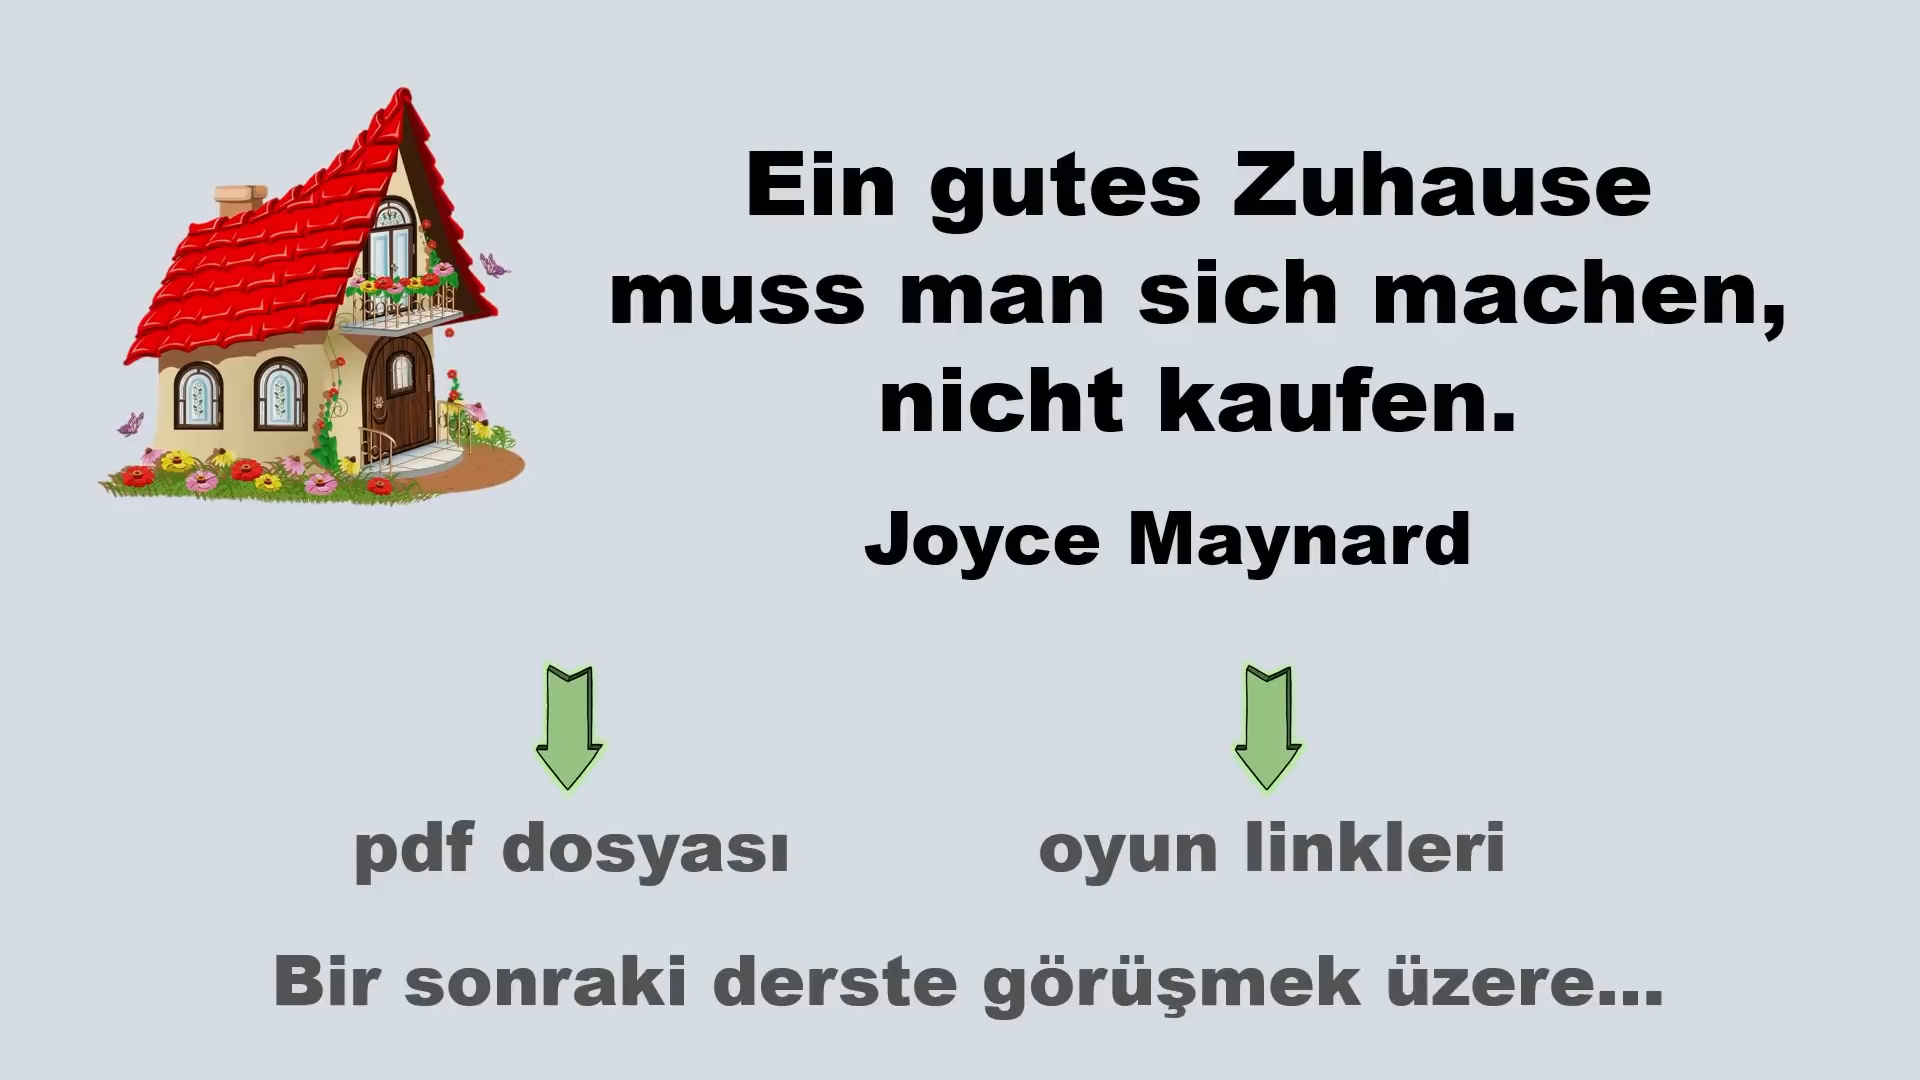 Ein gutes Zuhause
muss man sich machen,
nicht kaufen.
Joyce Maynard
pdf dosyası
oyun linkleri
Bir sonraki derste görüşmek üzere...